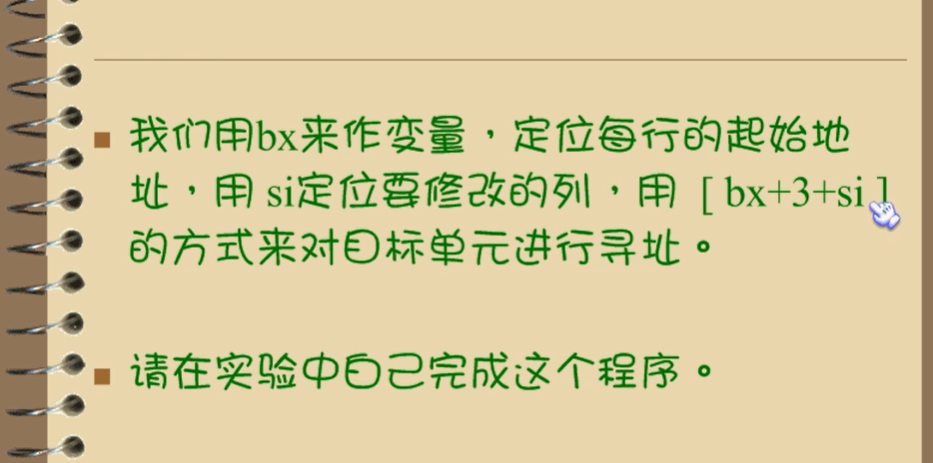 我们用bx来作变量，定位每行的起始地
址，用 si定位要修改的列，用 [ bx+3+si ]
的方式来对目标单元进行寻址。
请在实验中自己完成这个程序。